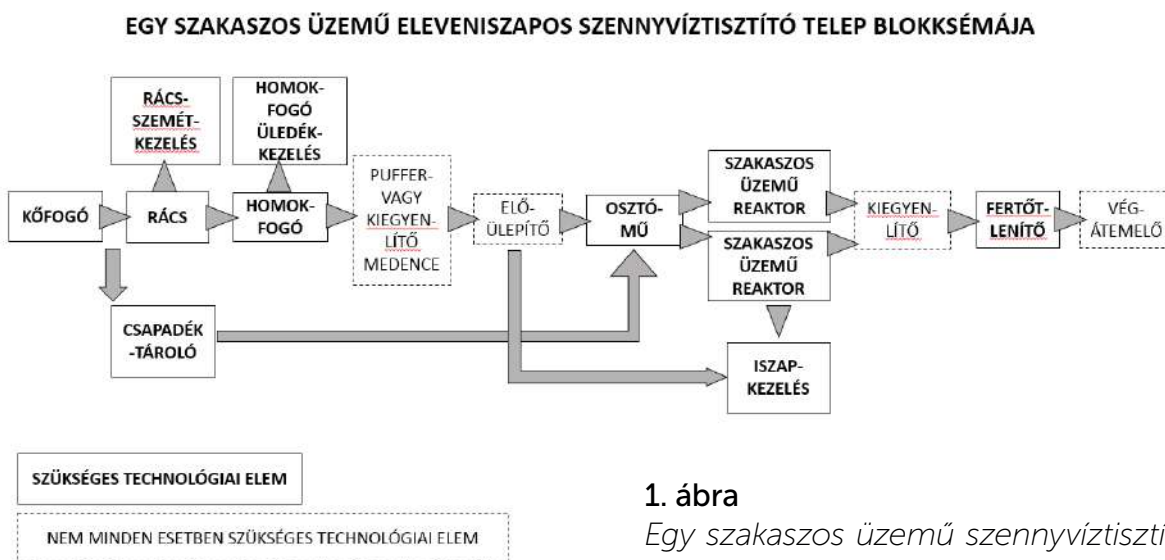 EGY SZAKASZOS ÜZEMŰ ELEVENISZAPOS SZENNYVÍZTISZTÍTÓ TELEP BLOKKSÉMÁJA
RÁCS-
SZEMÉT-
KEZELÉS
HOMOK-
FOGÓ
ÜLEDÉK-
KEZELÉS
KŐFOGÓ
RÁCS
HOMOK-
FOGÓ
PUFFER-
VAGY
KIEGYEN-
LÍTŐ
MEDENCE
ELŐ-
ÜLEPÍTŐ
OSZTÓ-
MŰ
SZAKASZOS
ÜZEMŰ
REAKTOR
SZAKASZOS
ÜZEMŰ
REAKTOR
KIEGYEN-
LÍTŐ
FERTŐT-
LENÍTŐ
VÉG-
ÁTEMELŐ
CSAPADÉK
-TÁROLÓ
ISZAP-
KEZELÉS
SZÜKSÉGES TECHNOLÓGIAI ELEM
NEM MINDEN ESETBEN SZÜKSÉGES TECHNOLÓGIAI ELEM
1. ábra
Egy szakaszos üzemű szennyvíztiszti